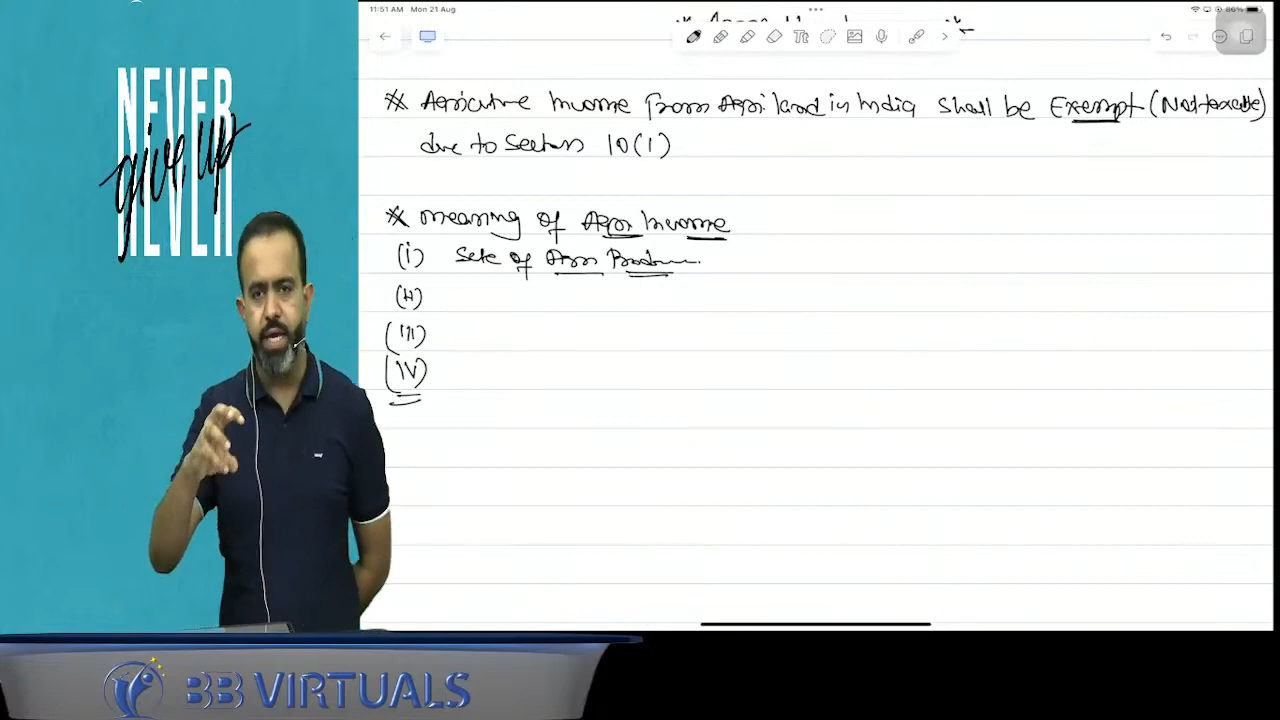 11:51 AM Mon 21 Aug
86%
Tt
NEVER
give up
NEVER
* Agriculture Income from Agri land in India Shall be Exempt (Not taxable)
due to Section 10(1)
* Meaning of Agri Income
(i) Sale of Agri Produce.
(ii)
(iii)
(iv)
BB VIRTUALS